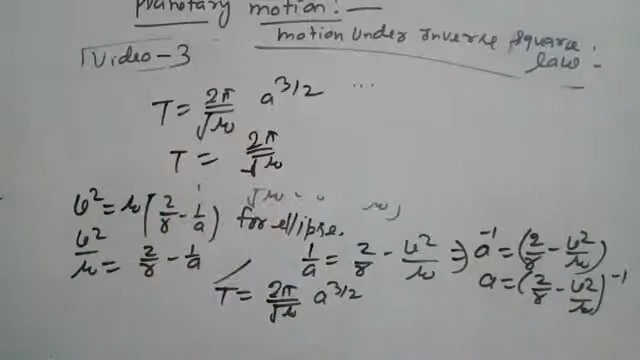 Planetary motion:—
motion under inverse square law:-
Video-3
T = 2π/√μ a^3/2 ...
T = 2π/√μ
v² = μ(2/r - 1/a) for ellipse.
v²/μ = 2/r - 1/a
1/a = 2/r - v²/μ ⇒ a^-1 = (2/r - v²/μ)
T = 2π/√μ a^3/2
a = (2/r - v²/μ)^-1